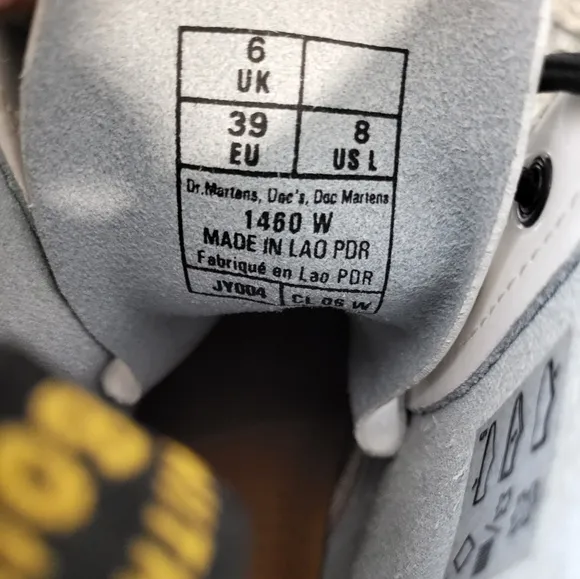 6
UK
39
EU
8
US L
Dr.Martens, Doc's, Doc Martens
1460 W
MADE IN LAO PDR
Fabriqué en Lao PDR
JY004
CL 06 W